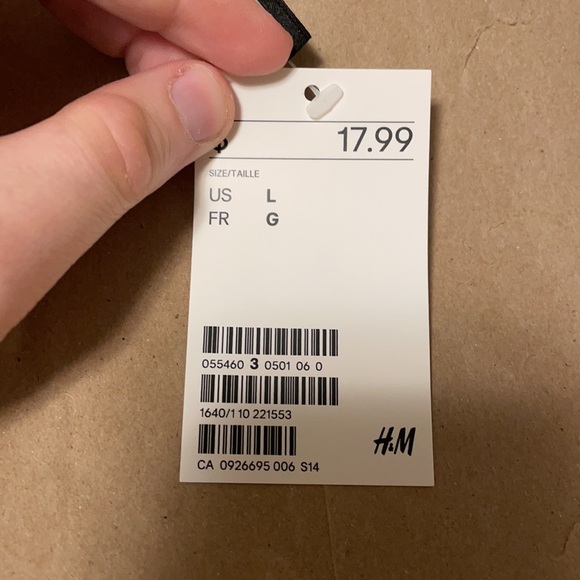 $ 17.99
SIZE/TAILLE
US L
FR G
055460 3 0501 06 0
1640/1 10 221553
H&M
CA 0926695 006 S14